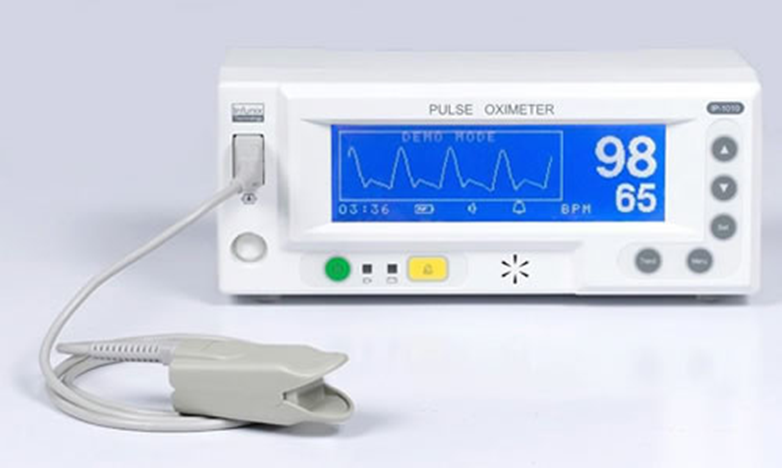 PULSE OXIMETER
IP-1010
DEMO MODE
98
65
03:36
BPM
Set
Trend
Menu